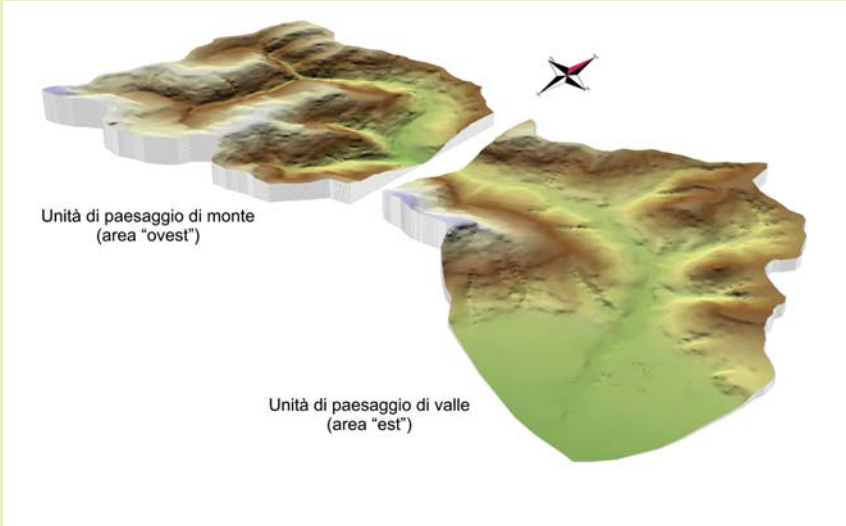 Unità di paesaggio di monte
(area “ovest”)
Unità di paesaggio di valle
(area “est”)